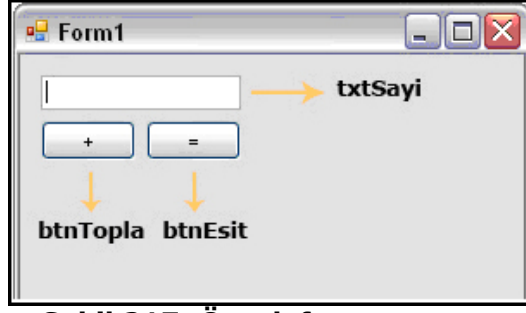 Form1
txtSayi
+ =
btnTopla btnEsit